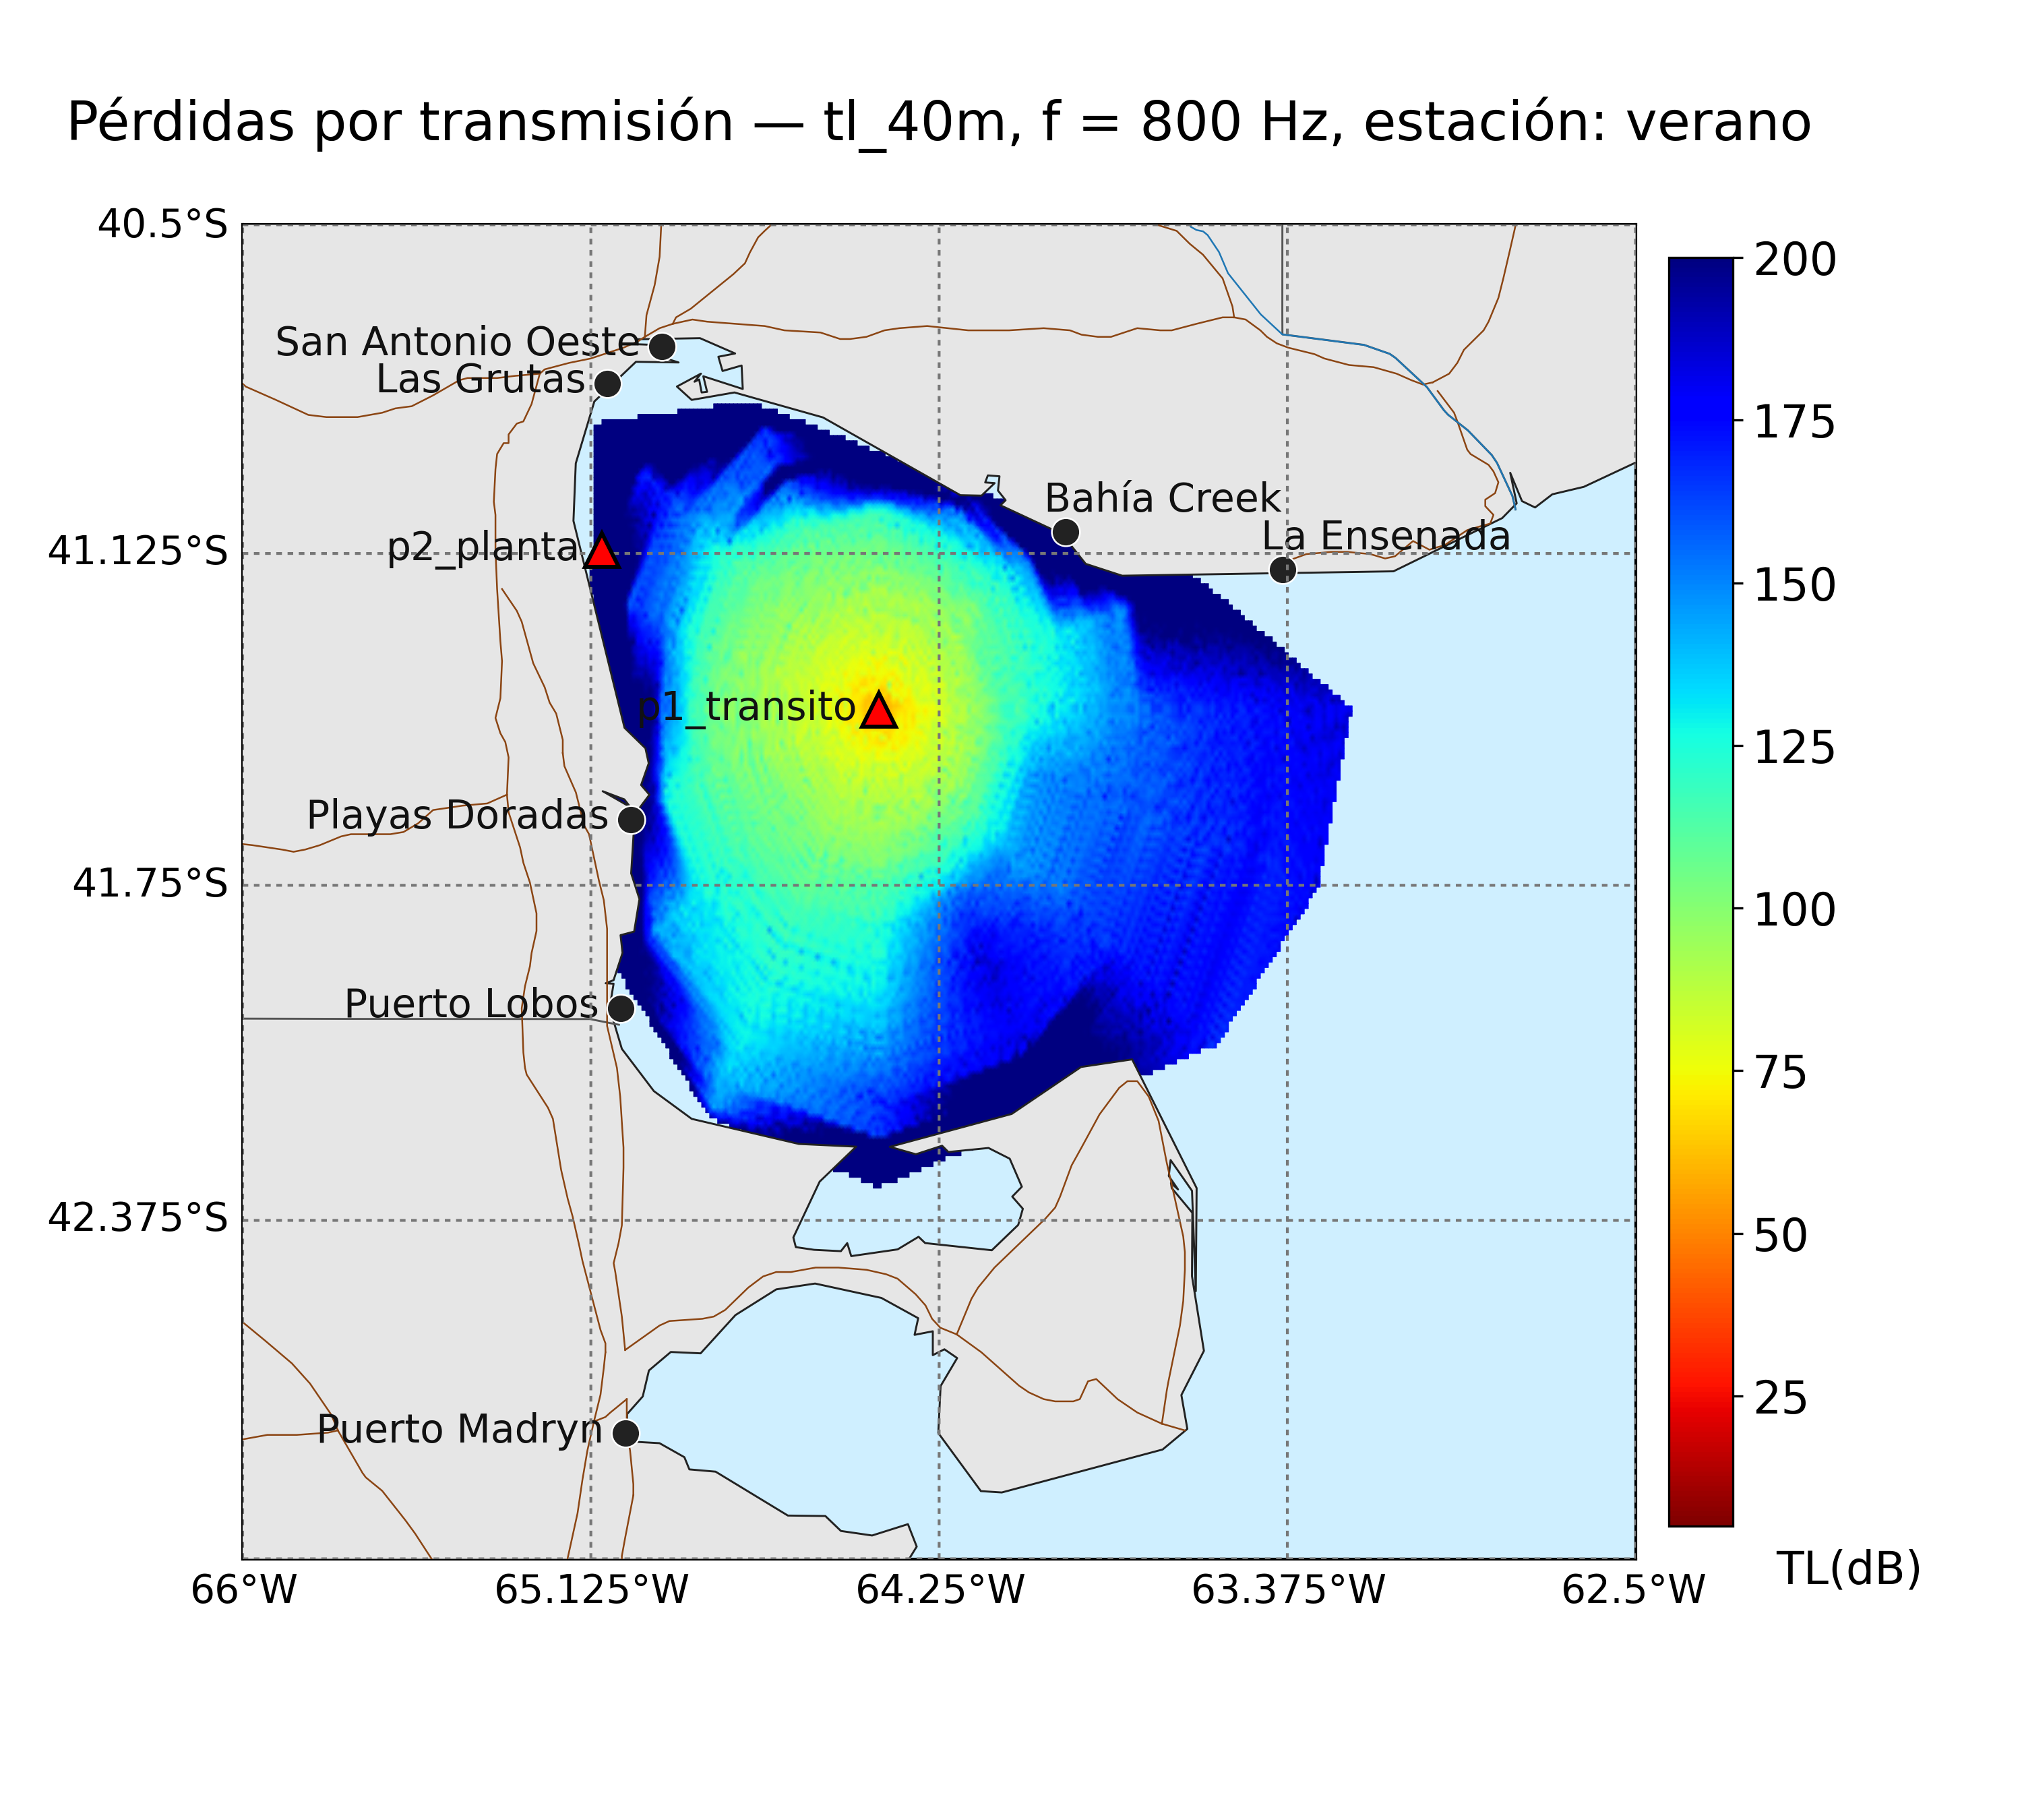 Pérdidas por transmisión — tl_40m, f = 800 Hz, estación: verano
40.5°S
200
San Antonio Oeste
Las Grutas
175
Bahía Creek
La Ensenada
p2_planta
41.125°S
150
p1_transito
125
Playas Doradas
41.75°S
100
Puerto Lobos
75
42.375°S
50
25
Puerto Madryn
TL(dB)
66°W
65.125°W
64.25°W
63.375°W
62.5°W